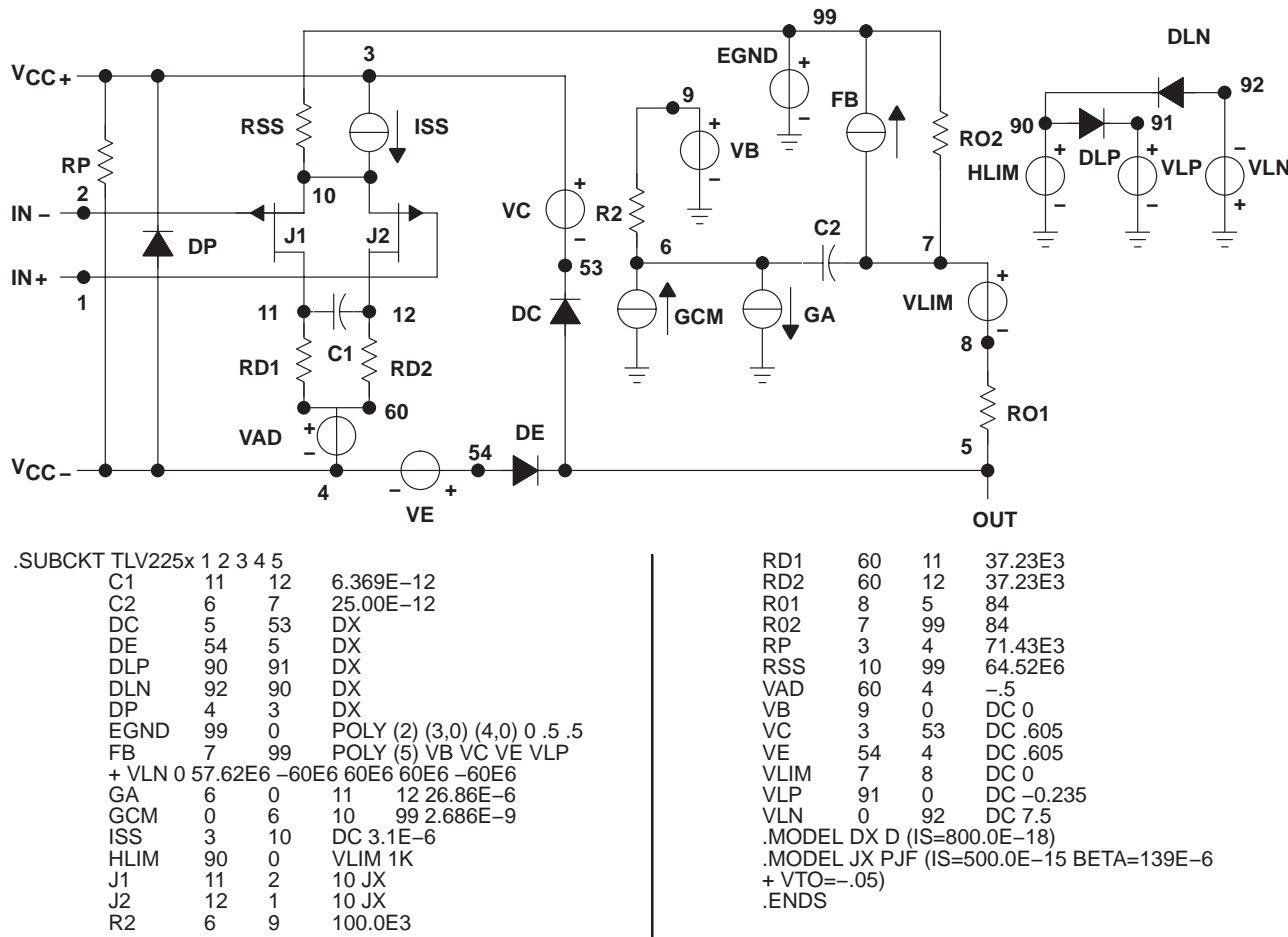 99
DLN
3
VCC+
EGND
+
92
9
FB
RSS
ISS
+
90
91
RO2
RP
VB
–
DLP
+
+
–
10
–
HLIM
VLP
VLN
2
+
R2
–
–
+
IN –
VC
J1
J2
C2
DP
–
6
7
IN+
53
+
1
VLIM
11
12
DC
GCM
GA
–
C1
8
RD1
RD2
60
RO1
VAD
+
DE
–
54
5
VCC –
4
–
+
VE
OUT
.SUBCKT TLV225x 1 2 3 4 5
C1 11 12 6.369E–12
C2 6 7 25.00E–12
DC 5 53 DX
DE 54 5 DX
DLP 90 91 DX
DLN 92 90 DX
DP 4 3 DX
EGND 99 0 POLY (2) (3,0) (4,0) 0 .5 .5
FB 7 99 POLY (5) VB VC VE VLP
+ VLN 0 57.62E6 –60E6 60E6 60E6 –60E6
GA 6 0 11 12 26.86E–6
GCM 0 6 10 99 2.686E–9
ISS 3 10 DC 3.1E–6
HLIM 90 0 VLIM 1K
J1 11 2 10 JX
J2 12 1 10 JX
R2 6 9 100.0E3
RD1 60 11 37.23E3
RD2 60 12 37.23E3
R01 8 5 84
R02 7 99 84
RP 3 4 71.43E3
RSS 10 99 64.52E6
VAD 60 4 –.5
VB 9 0 DC 0
VC 3 53 DC .605
VE 54 4 DC .605
VLIM 7 8 DC 0
VLP 91 0 DC –0.235
VLN 0 92 DC 7.5
.MODEL DX D (IS=800.0E–18)
.MODEL JX PJF (IS=500.0E–15 BETA=139E–6
+ VTO=–.05)
.ENDS